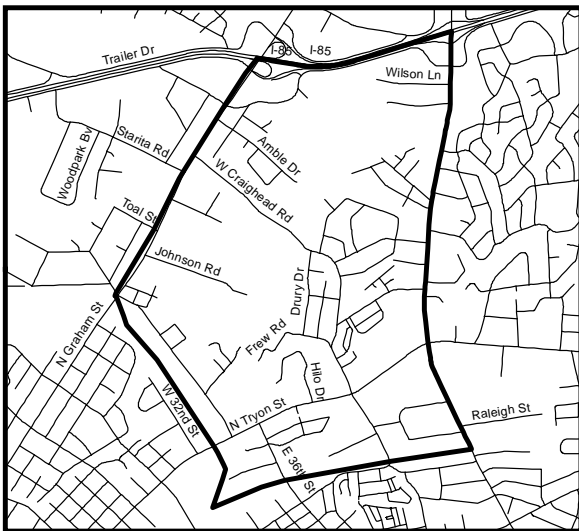 I-85 I-85
Trailer Dr
Wilson Ln
Starita Rd
Amble Dr
Woodpark Bv
W Craighead Rd
Toal St
Johnson Rd
Drury Dr
N Graham St
Frew Rd
Hilo Dr
W 32nd St
N Tryon St
Raleigh St
E 36th St